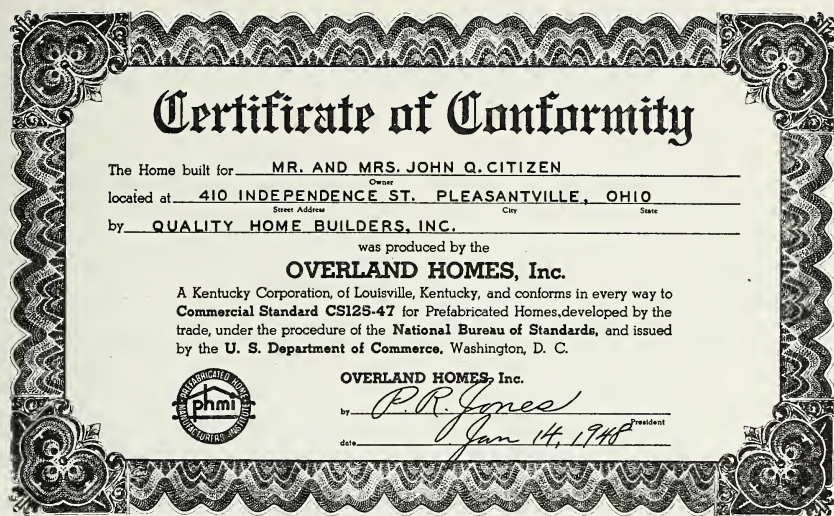 Certificate of Conformity
The Home built for MR. AND MRS. JOHN Q. CITIZEN
Owner
located at 410 INDEPENDENCE ST. PLEASANTVILLE, OHIO
Street Address City State
by QUALITY HOME BUILDERS, INC.
was produced by the
OVERLAND HOMES, Inc.
A Kentucky Corporation, of Louisville, Kentucky, and conforms in every way to
Commercial Standard CS125-47 for Prefabricated Homes, developed by the
trade, under the procedure of the National Bureau of Standards, and issued
by the U. S. Department of Commerce, Washington, D. C.
PREFABRICATED HOME
phmi
MANUFACTURERS INSTITUTE
OVERLAND HOMES, Inc.
by P. R. Jones
President
date Jan 14, 1948